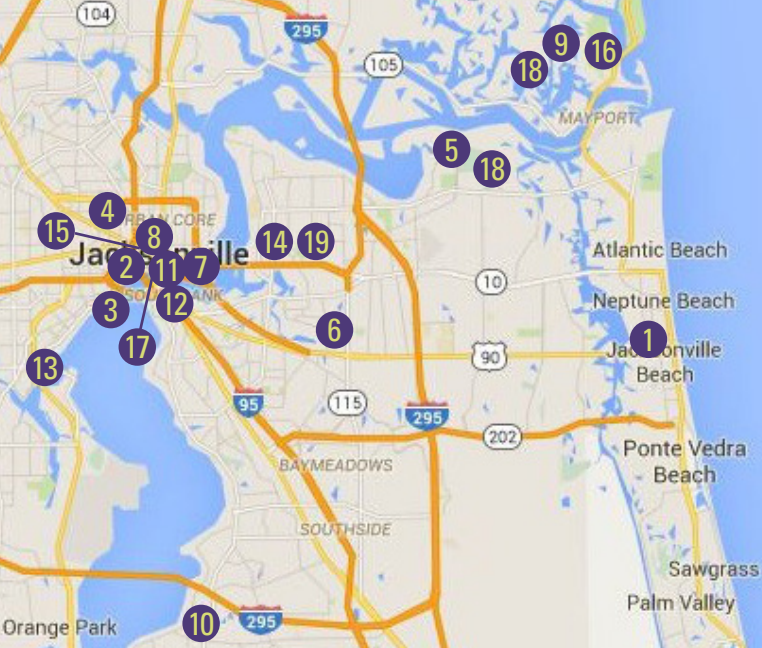 104
295
9
16
18
105
MAYPORT
5
18
4
URBAN CORE
15
8
14
19
Jacksonville
Atlantic Beach
2
11
7
10
SOUTHBANK
Neptune Beach
3
12
6
1
17
90
Jacksonville
Beach
13
95
115
295
202
Ponte Vedra
Beach
BAYMEADOWS
SOUTHSIDE
Sawgrass
Palm Valley
10
295
Orange Park